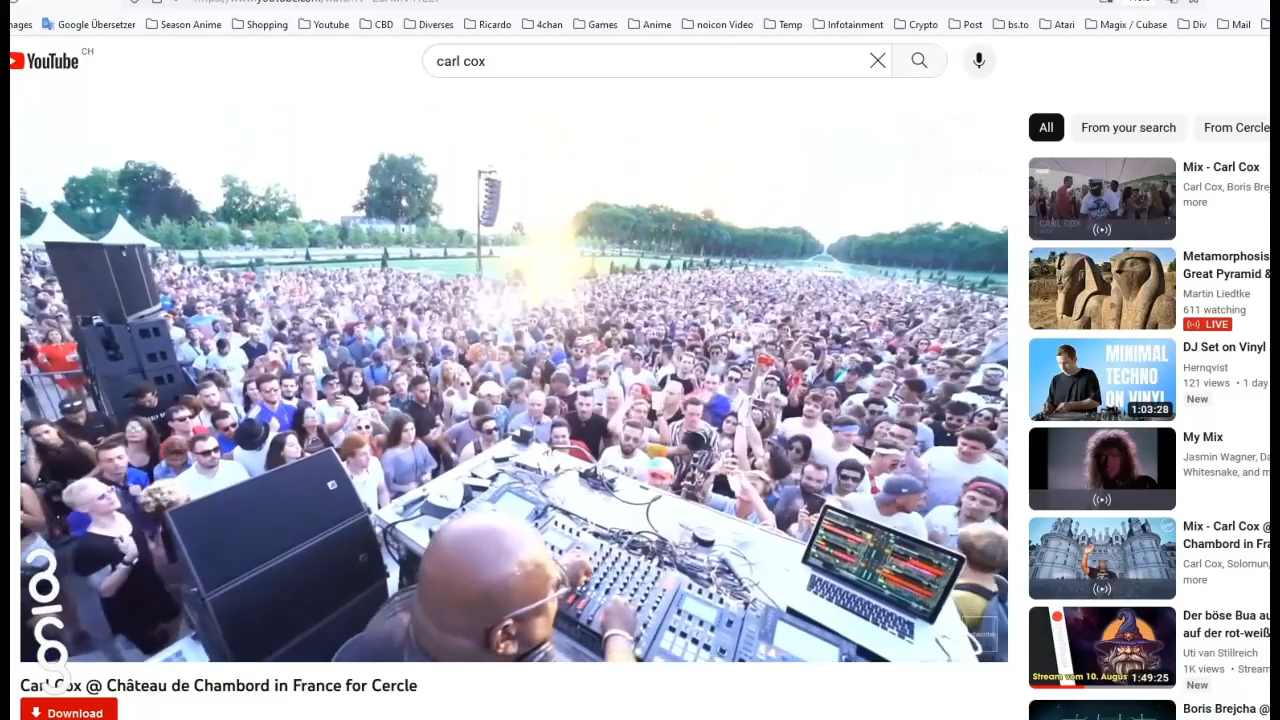 nages Google Übersetzer Season Anime Shopping Youtube CBD Diverses Ricardo 4chan Games Anime noicon Video Temp Infotainment Crypto Post bs.to Atari Magix / Cubase Div Mail
YouTube CH
carl cox
All From your search From Cercle
Mix - Carl Cox
Carl Cox, Boris Bre
more
Metamorphosis
Great Pyramid &
Martin Liedtke
611 watching
LIVE
MINIMAL
TECHNO
ON VINYL
1:03:28
DJ Set on Vinyl
Hernqvist
121 views • 1 day
New
My Mix
Jasmin Wagner, Da
Whitesnake, and m
Mix - Carl Cox @
Chambord in Fra
Carl Cox, Solomun,
more
Stream vom 10. Augus
1:49:25
Der böse Bua au
auf der rot-weiß
Uti van Stillreich
1K views • Stream
New
Carl Cox @ Château de Chambord in France for Cercle
Download
Boris Brejcha @